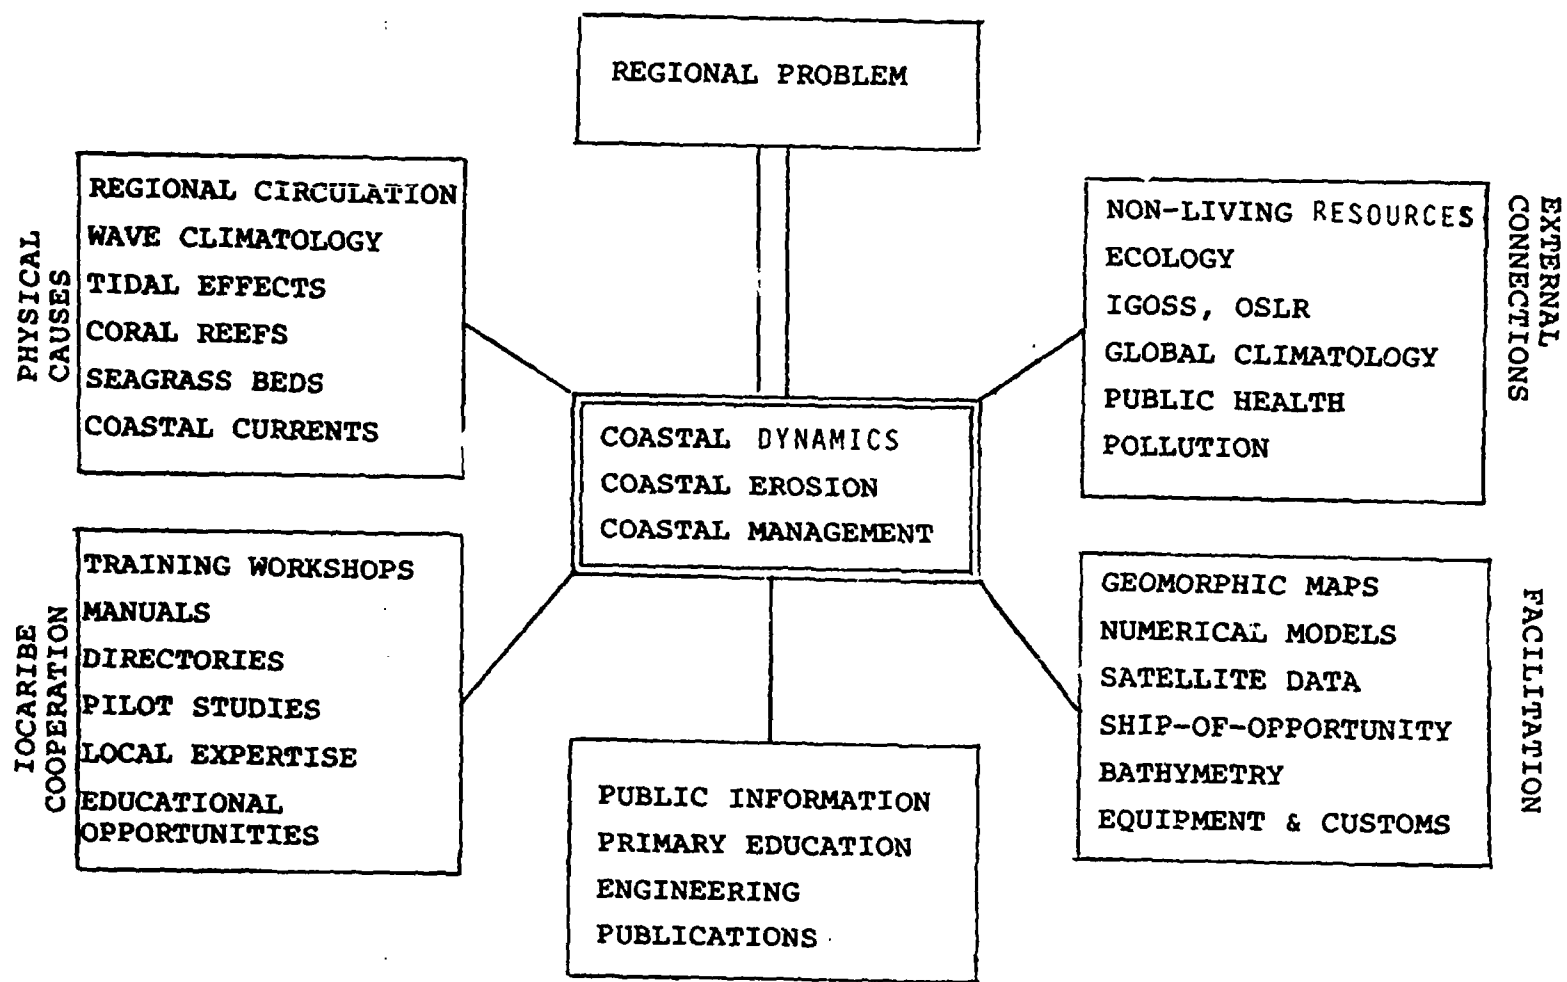 REGIONAL PROBLEM
PHYSICAL
CAUSES
REGIONAL CIRCULATION
WAVE CLIMATOLOGY
TIDAL EFFECTS
CORAL REEFS
SEAGRASS BEDS
COASTAL CURRENTS
EXTERNAL
CONNECTIONS
NON-LIVING RESOURCES
ECOLOGY
IGOSS, OSLR
GLOBAL CLIMATOLOGY
PUBLIC HEALTH
POLLUTION
COASTAL DYNAMICS
COASTAL EROSION
COASTAL MANAGEMENT
IOCARIBE
COOPERATION
TRAINING WORKSHOPS
MANUALS
DIRECTORIES
PILOT STUDIES
LOCAL EXPERTISE
EDUCATIONAL
OPPORTUNITIES
PUBLIC INFORMATION
PRIMARY EDUCATION
ENGINEERING
PUBLICATIONS
FACILITATION
GEOMORPHIC MAPS
NUMERICAL MODELS
SATELLITE DATA
SHIP-OF-OPPORTUNITY
BATHYMETRY
EQUIPMENT & CUSTOMS